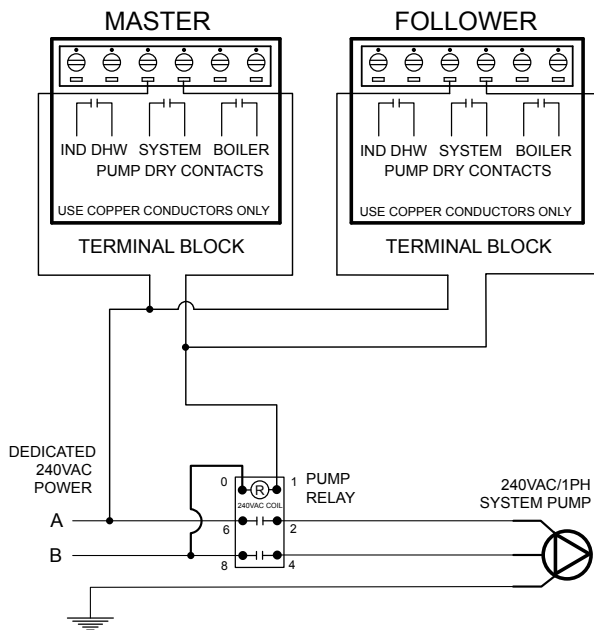 MASTER
FOLLOWER
IND DHW SYSTEM BOILER
PUMP DRY CONTACTS
USE COPPER CONDUCTORS ONLY
TERMINAL BLOCK
IND DHW SYSTEM BOILER
PUMP DRY CONTACTS
USE COPPER CONDUCTORS ONLY
TERMINAL BLOCK
DEDICATED
240VAC
POWER
0
1
R
240VAC COIL
PUMP
RELAY
240VAC/1PH
SYSTEM PUMP
A
6
2
B
8
4